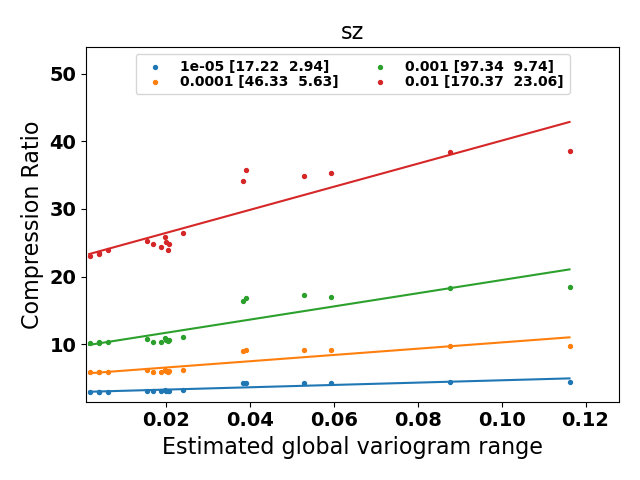 sz
1e-05 [17.22  2.94]
0.0001 [46.33  5.63]
0.001 [97.34  9.74]
0.01 [170.37  23.06]
Compression Ratio
50
40
30
20
10
0.02 0.04 0.06 0.08 0.10 0.12
Estimated global variogram range